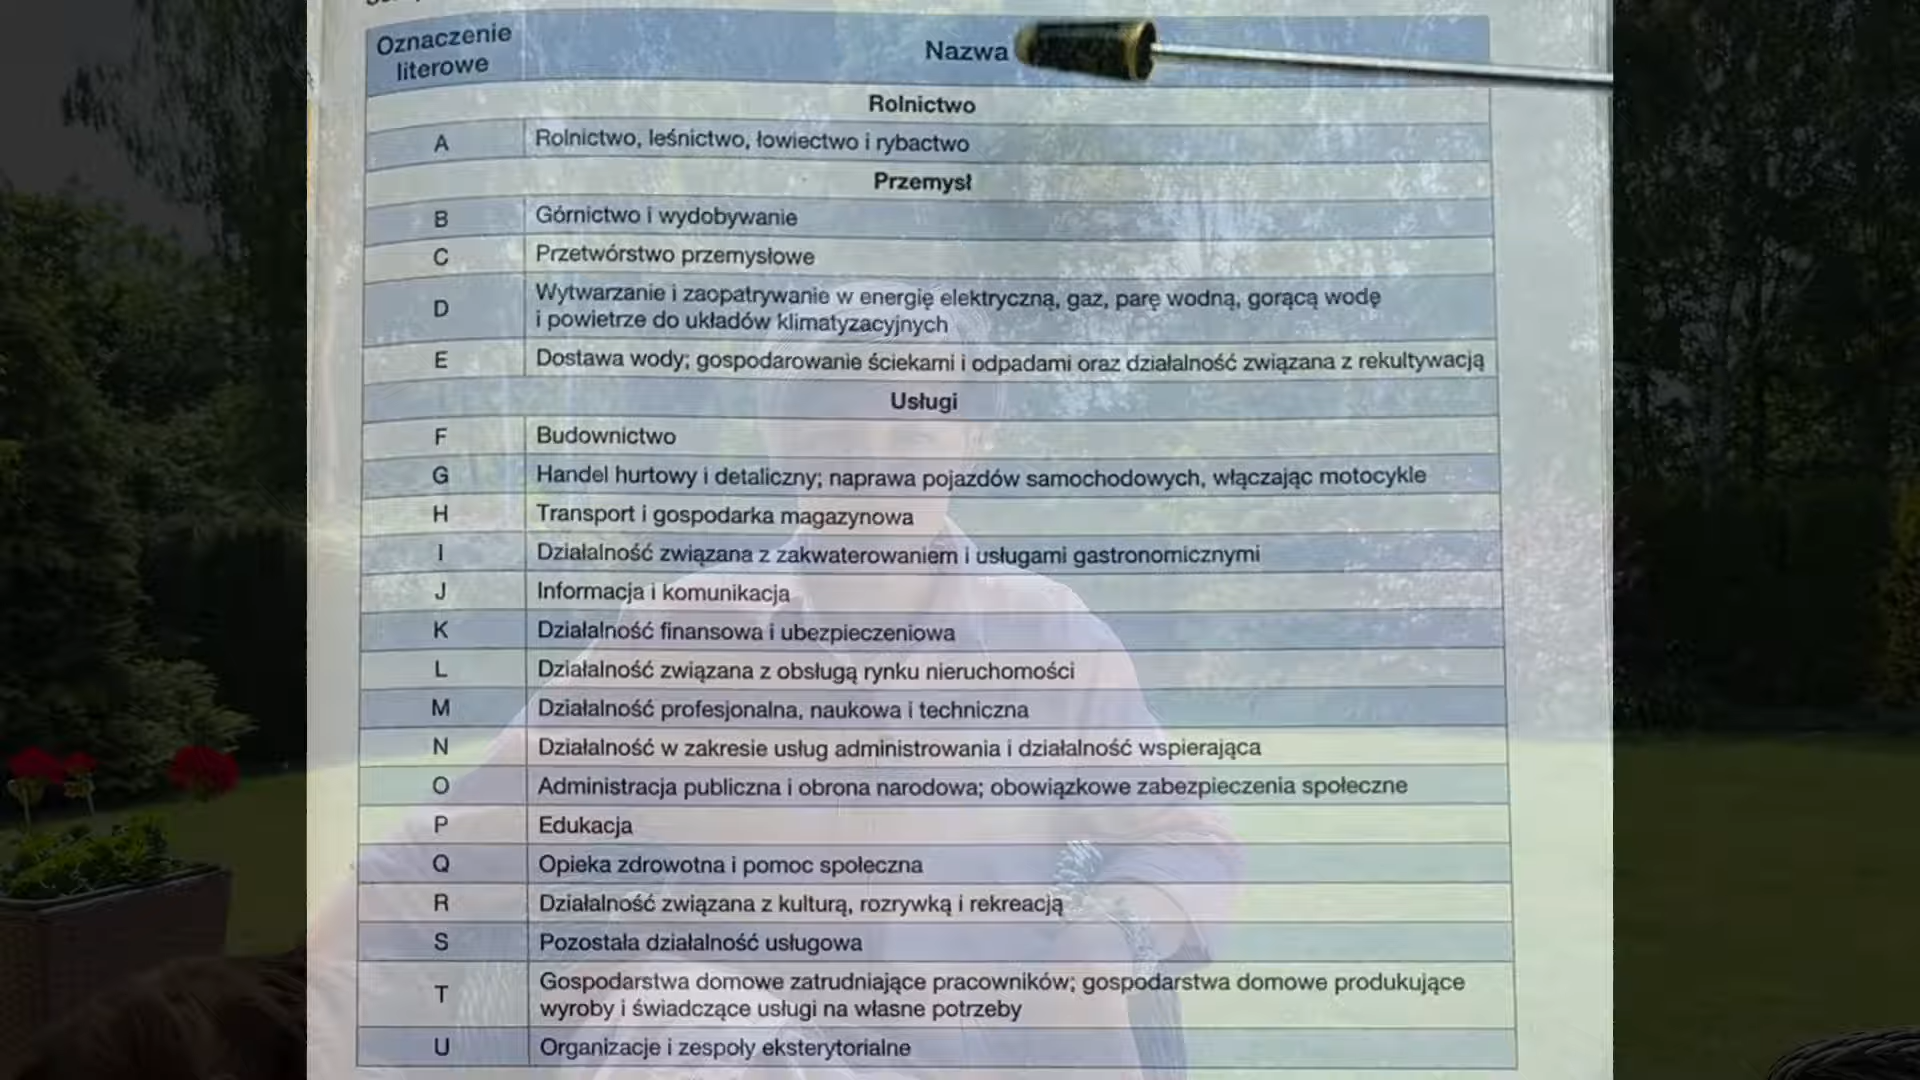 Oznaczenie
literowe
Nazwa
Rolnictwo
A Rolnictwo, leśnictwo, łowiectwo i rybactwo
Przemysł
B Górnictwo i wydobywanie
C Przetwórstwo przemysłowe
D Wytwarzanie i zaopatrywanie w energię elektryczną, gaz, parę wodną, gorącą wodę
i powietrze do układów klimatyzacyjnych
E Dostawa wody; gospodarowanie ściekami i odpadami oraz działalność związana z rekultywacją
Usługi
F Budownictwo
G Handel hurtowy i detaliczny; naprawa pojazdów samochodowych, włączając motocykle
H Transport i gospodarka magazynowa
I Działalność związana z zakwaterowaniem i usługami gastronomicznymi
J Informacja i komunikacja
K Działalność finansowa i ubezpieczeniowa
L Działalność związana z obsługą rynku nieruchomości
M Działalność profesjonalna, naukowa i techniczna
N Działalność w zakresie usług administrowania i działalność wspierająca
O Administracja publiczna i obrona narodowa; obowiązkowe zabezpieczenia społeczne
P Edukacja
Q Opieka zdrowotna i pomoc społeczna
R Działalność związana z kulturą, rozrywką i rekreacją
S Pozostała działalność usługowa
T Gospodarstwa domowe zatrudniające pracowników; gospodarstwa domowe produkujące
wyroby i świadczące usługi na własne potrzeby
U Organizacje i zespoły eksterytorialne